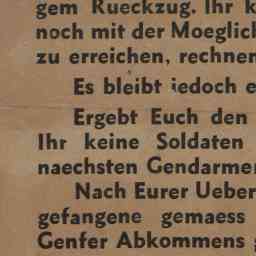 gem Rueckzug. Ihr k
noch mit der Moeglich
zu erreichen, rechnen
Es bleibt jedoch e
Ergebt Euch den
Ihr keine Soldaten
naechsten Gendarmer
Nach Eurer Ueber
gefangene gemaess
Genfer Abkommens g